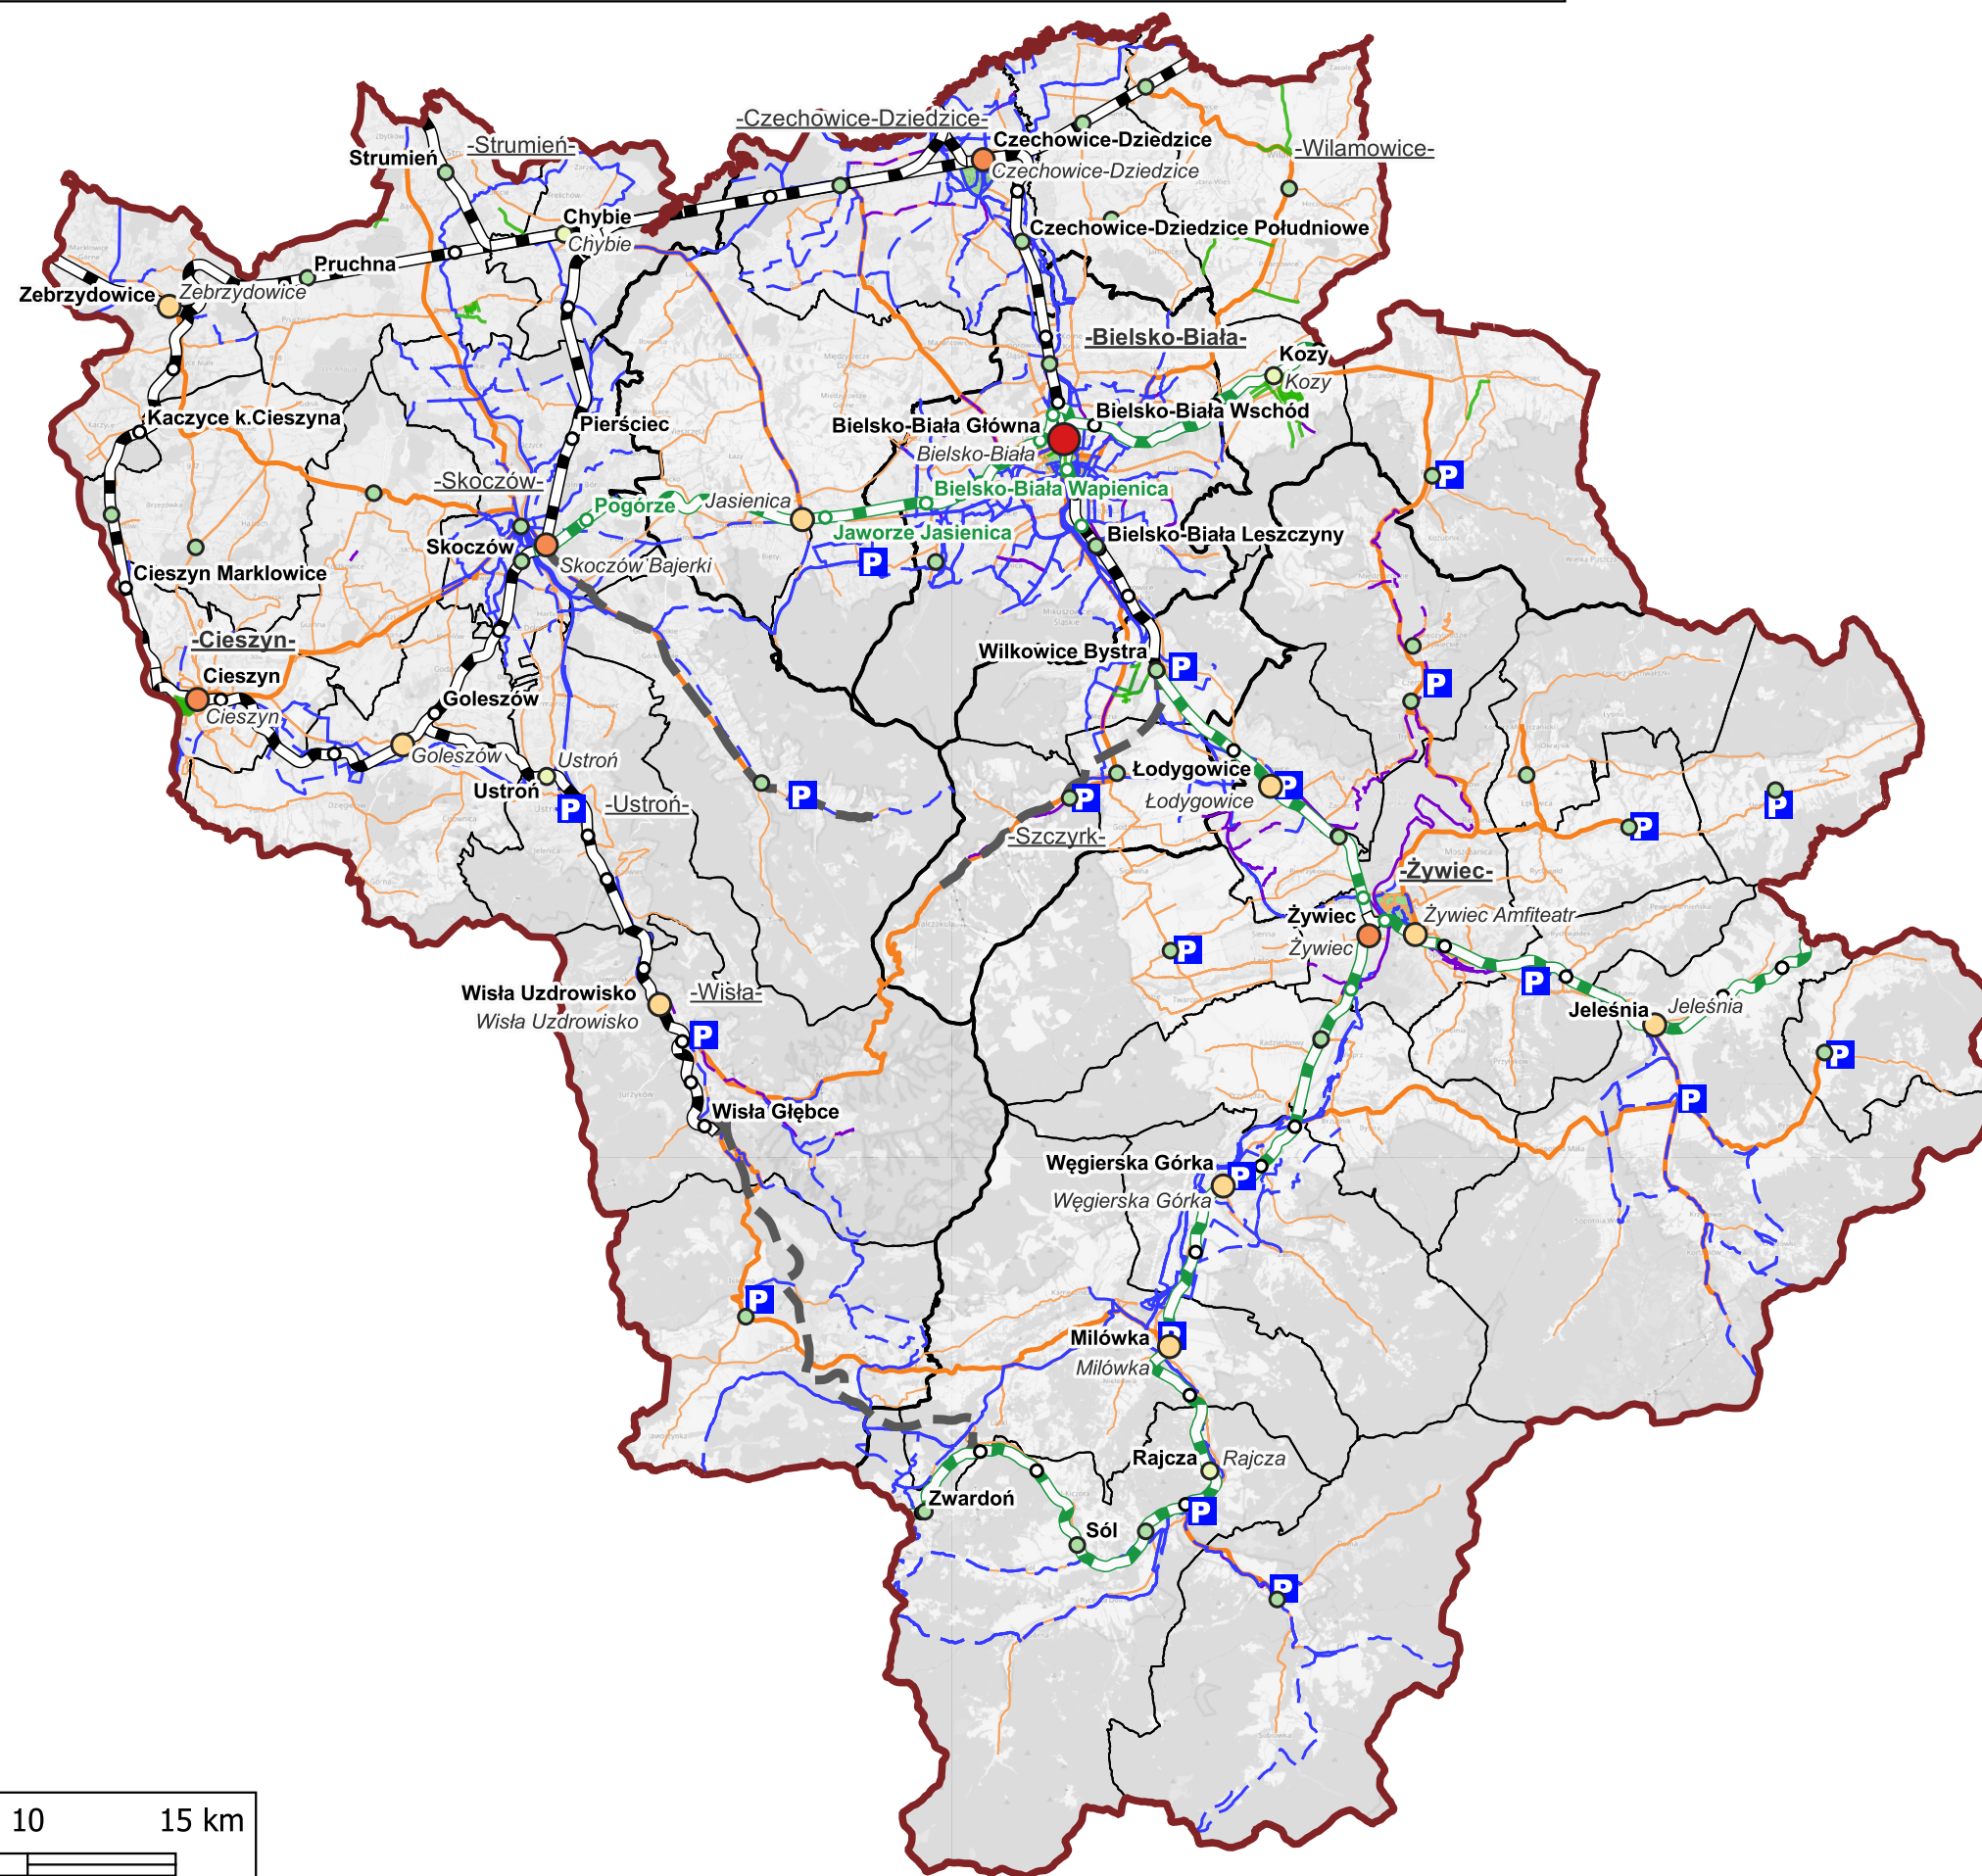 -Czechowice-Dziedzice-
Czechowice-Dziedzice
Czechowice-Dziedzice
-Strumień-
Strumień
-Wilamowice-
Chybie
Chybie
Czechowice-Dziedzice Południowe
Pruchna
Zebrzydowice
Zebrzydowice
-Bielsko-Biała-
Kozy
Kozy
Kaczyce k.Cieszyna
Pierściec
Bielsko-Biała Wschód
Bielsko-Biała Główna
Bielsko-Biała
P
-Skoczów-
Bielsko-Biała Wapienica
Jasienica
Pogórze
Jaworze Jasienica
Bielsko-Biała Leszczyny
Skoczów
Skoczów Bajerki
P
Cieszyn Marklowice
-Cieszyn-
Wilkowice Bystra
P
Cieszyn
Cieszyn
P
Goleszów
Goleszów
Ustroń
Ustroń
P
-Ustroń-
P
Łodygowice
Łodygowice
P
P
-Szczyrk-
P
P
-Żywiec-
Żywiec
Żywiec
Żywiec Amfiteatr
P
P
Wisła Uzdrowisko
Wisła Uzdrowisko
-Wisła-
P
Jeleśnia
Jeleśnia
P
P
Wisła Głębce
Węgierska Górka
Węgierska Górka
P
P
Milówka
Milówka
P
Rajcza
Rajcza
Zwardoń
P
Sól
P
10 15 km